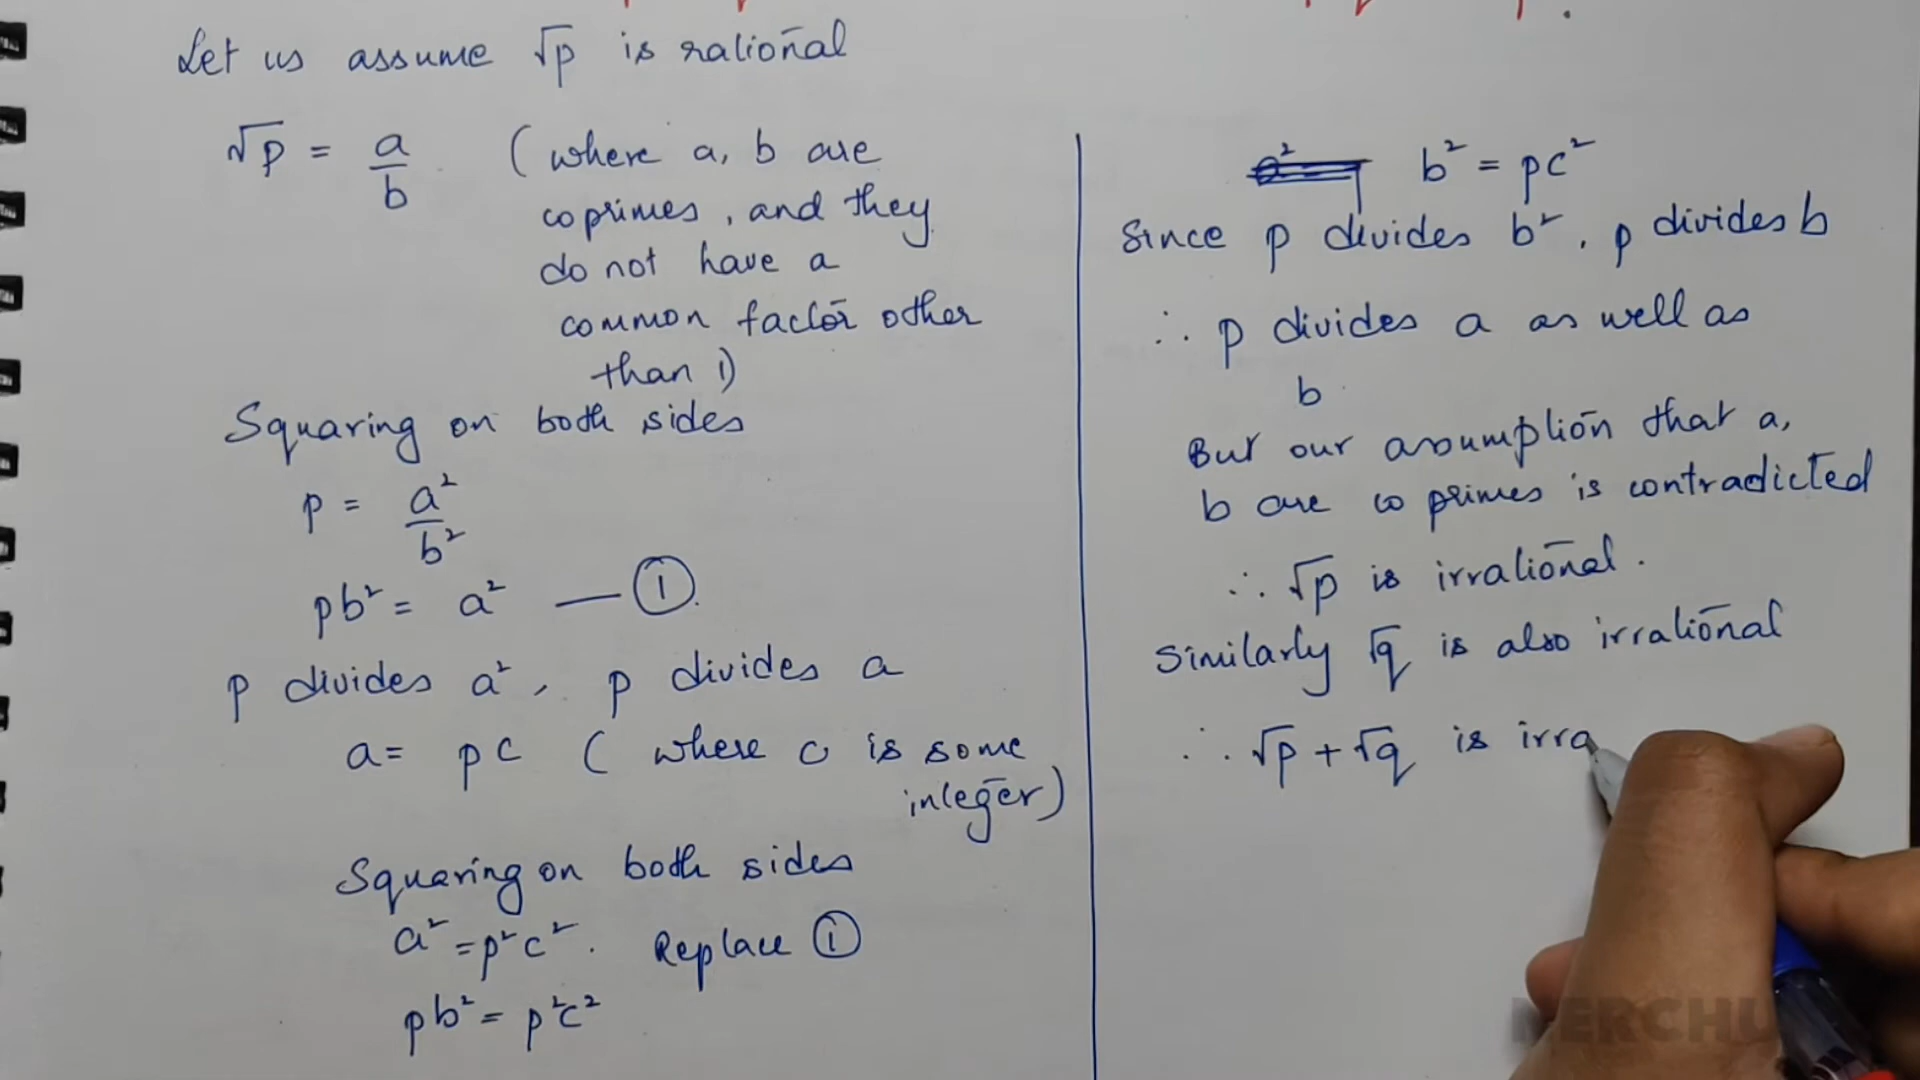 Let us assume √p is rational
√p = a/b (where a, b are
coprimes, and they
do not have a
common factor other
than 1)
Squaring on both sides
p = a²/b²
pb² = a² — ①
p divides a², p divides a
a = pc (where c is some
integer)
Squaring on both sides
a² = p²c². Replace ①
pb² = p²c²
b² = pc²
Since p divides b², p divides b
∴ p divides a as well as
b
But our assumption that a,
b are co primes is contradicted
∴ √p is irrational.
Similarly √q is also irrational
∴ √p + √q is irra